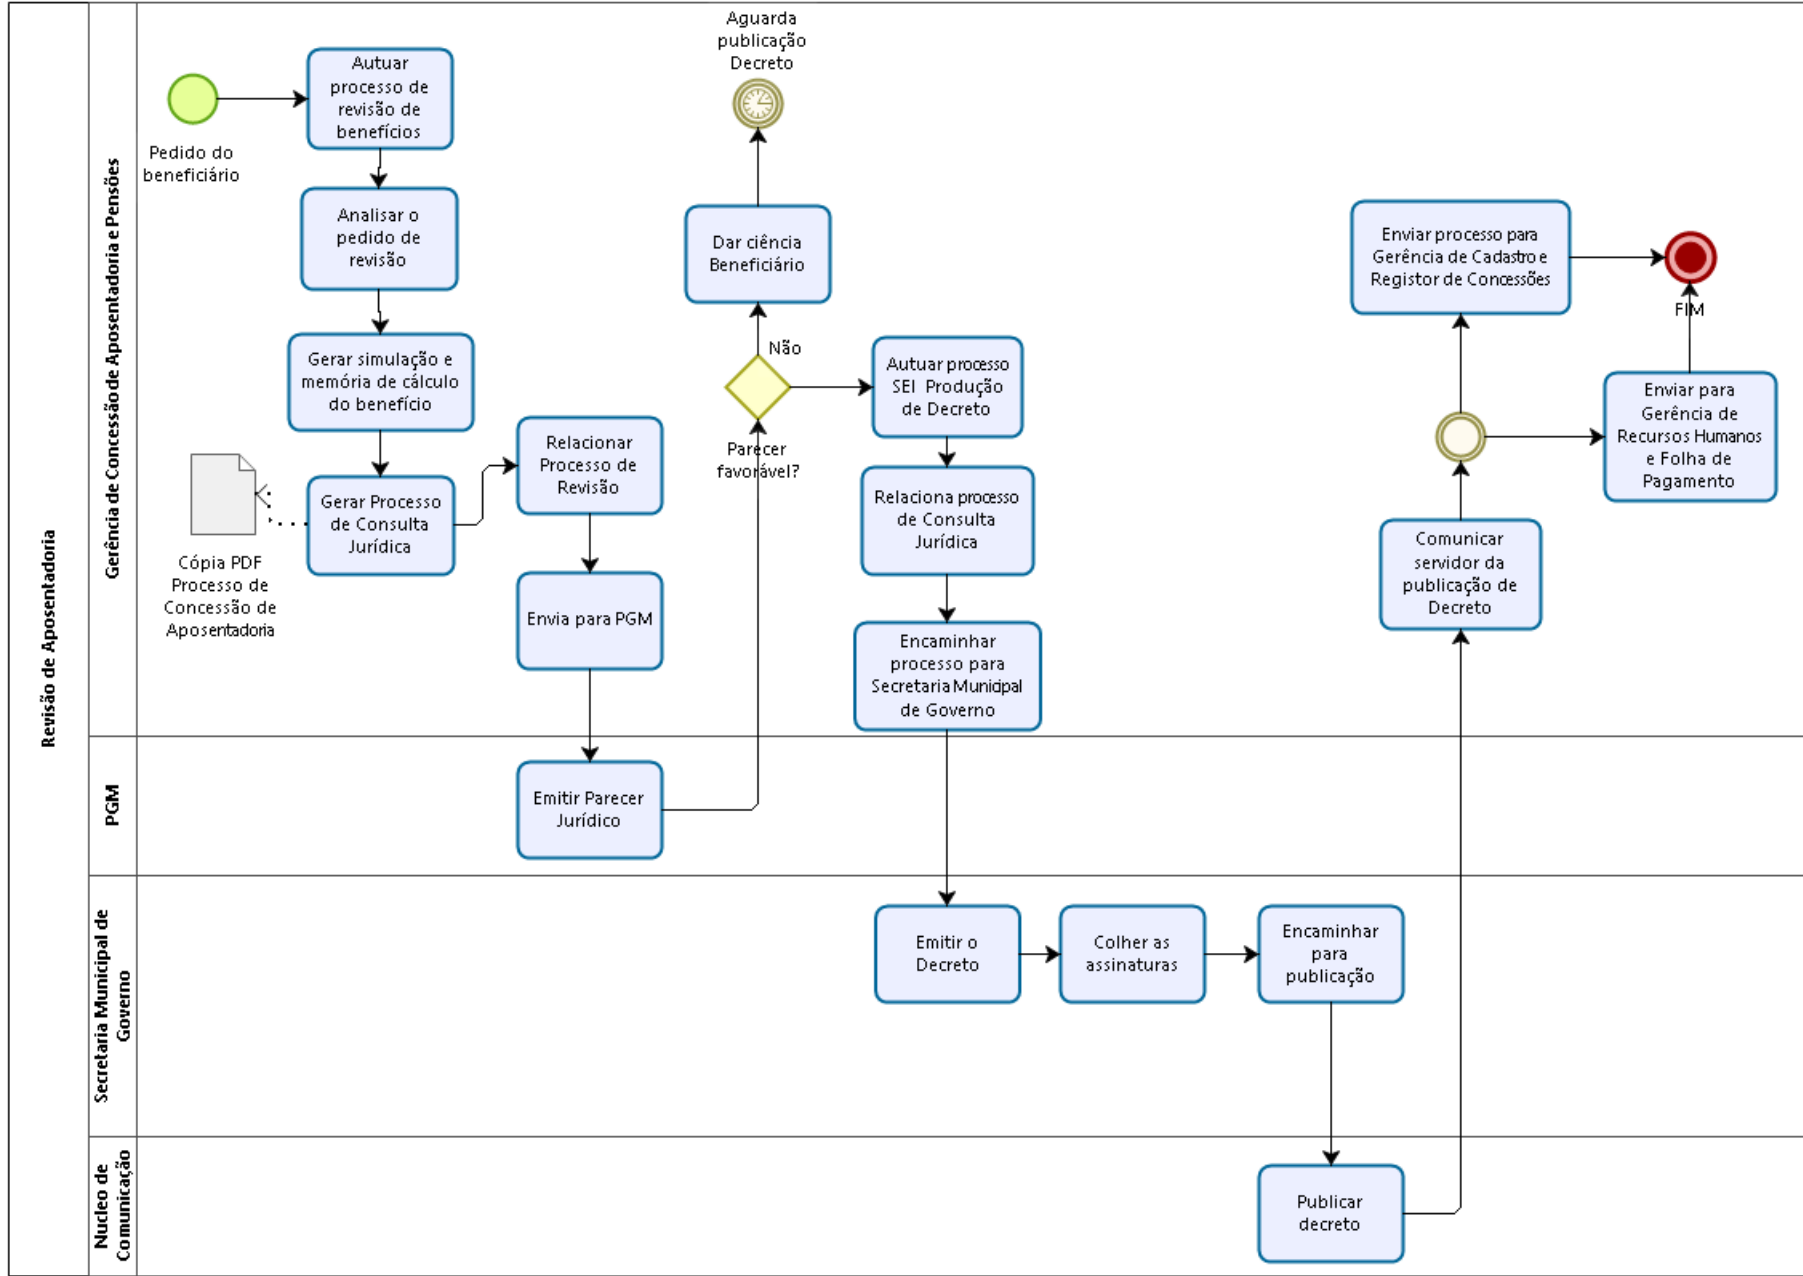 Revisão de Aposentadoria
Gerência de Concessão de Aposentadoria e Pensões
Pedido do
beneficiário
Autuar
processo de
revisão de
benefícios
Analisar o
pedido de
revisão
Gerar simulação e
memória de cálculo
do benefício
Gerar Processo
de Consulta
Jurídica
Cópia PDF
Processo de
Concessão de
Aposentadoria
Relacionar
Processo de
Revisão
Envia para PGM
Aguarda
publicação
Decreto
Dar ciência
Beneficiário
Não
Parecer
favorável?
Autuar processo
SEI Produção
de Decreto
Relaciona processo
de Consulta
Jurídica
Encaminhar
processo para
Secretaria Municipal
de Governo
Enviar processo para
Gerência de Cadastro e
Registor de Concessões
FIM
Enviar para
Gerência de
Recursos Humanos
e Folha de
Pagamento
Comunicar
servidor da
publicação de
Decreto
PGM
Emitir Parecer
Jurídico
Secretaria Municipal de
Governo
Emitir o
Decreto
Colher as
assinaturas
Encaminhar
para
publicação
Nucleo de
Comunicação
Publicar
decreto